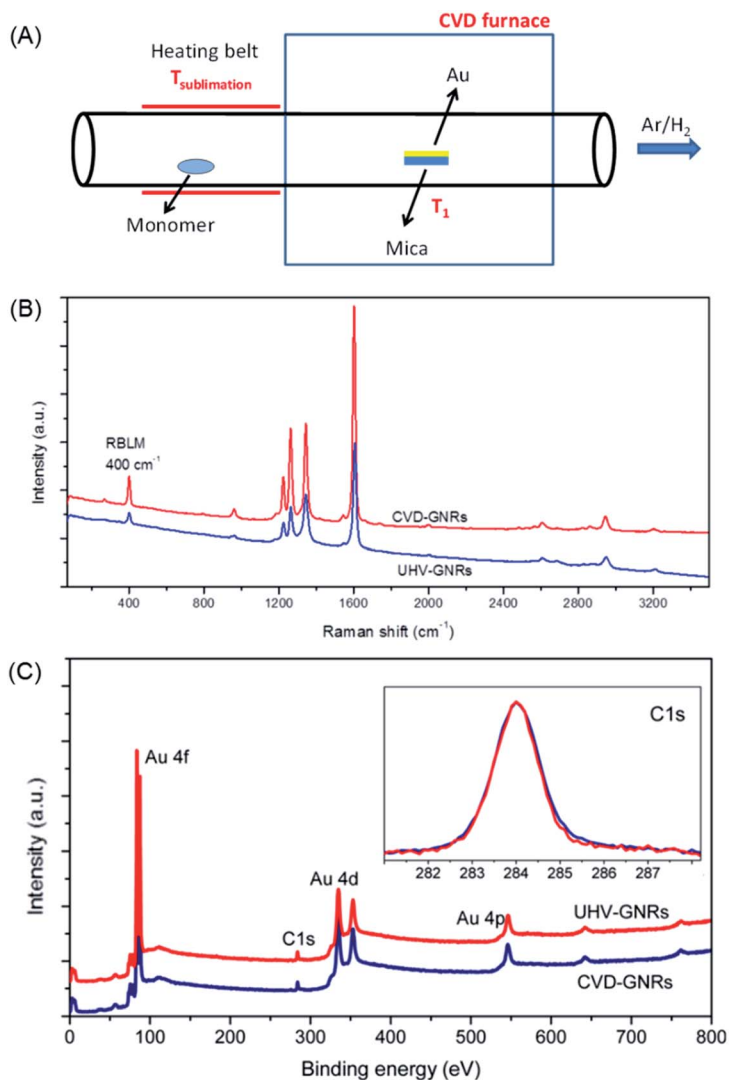 (A)
CVD furnace
Heating belt
T_sublimation
Au
Ar/H₂
Monomer
T₁
Mica
(B)
Intensity (a.u.)
RBLM
400 cm⁻¹
CVD-GNRs
UHV-GNRs
400 800 1200 1600 2000 2400 2800 3200
Raman shift (cm⁻¹)
(C)
Intensity (a.u.)
Au 4f
C1s
Au 4d
Au 4p
UHV-GNRs
CVD-GNRs
C1s
282 283 284 285 286 287
0 100 200 300 400 500 600 700 800
Binding energy (eV)